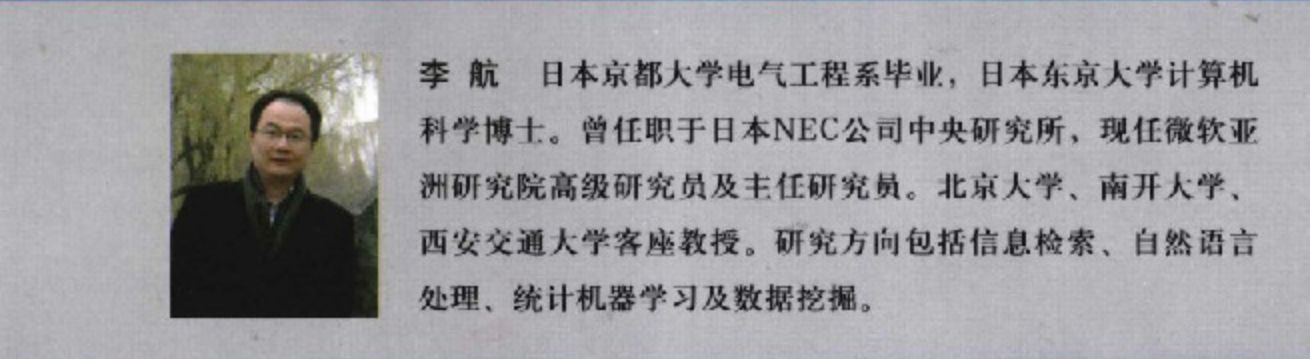 李 航 日本京都大学电气工程系毕业，日本东京大学计算机
科学博士。曾任职于日本NEC公司中央研究所，现任微软亚
洲研究院高级研究员及主任研究员。北京大学、南开大学、
西安交通大学客座教授。研究方向包括信息检索、自然语言
处理、统计机器学习及数据挖掘。